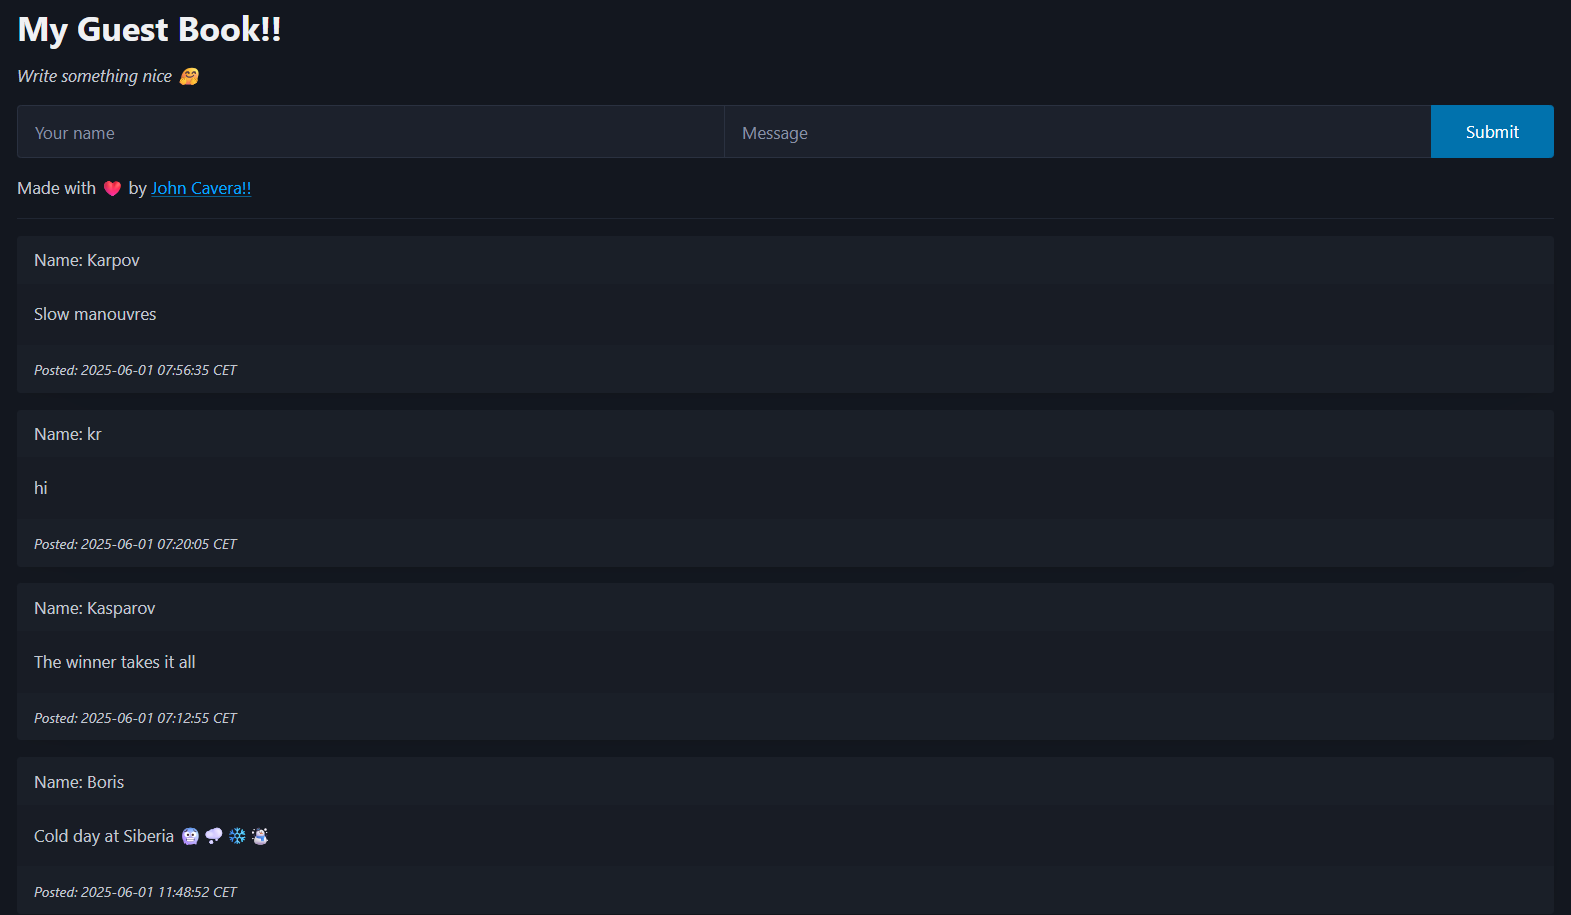 My Guest Book!!
Write something nice 🤗
Your name
Message
Submit
Made with ❤️ by John Cavera!!
Name: Karpov
Slow manouvres
Posted: 2025-06-01 07:56:35 CET
Name: kr
hi
Posted: 2025-06-01 07:20:05 CET
Name: Kasparov
The winner takes it all
Posted: 2025-06-01 07:12:55 CET
Name: Boris
Cold day at Siberia 🥶🌨️❄️☃️
Posted: 2025-06-01 11:48:52 CET